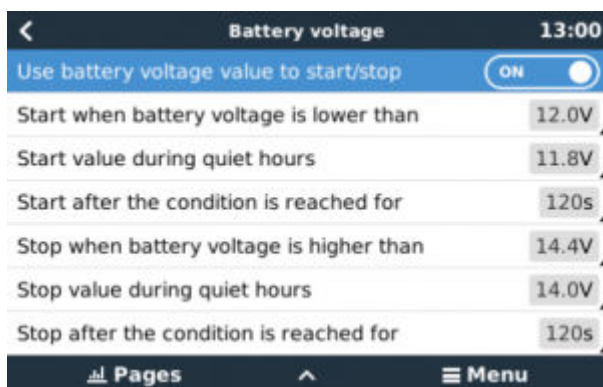 Battery voltage 13:00
Use battery voltage value to start/stop ON
Start when battery voltage is lower than 12.0V
Start value during quiet hours 11.8V
Start after the condition is reached for 120s
Stop when battery voltage is higher than 14.4V
Stop value during quiet hours 14.0V
Stop after the condition is reached for 120s
Pages Menu